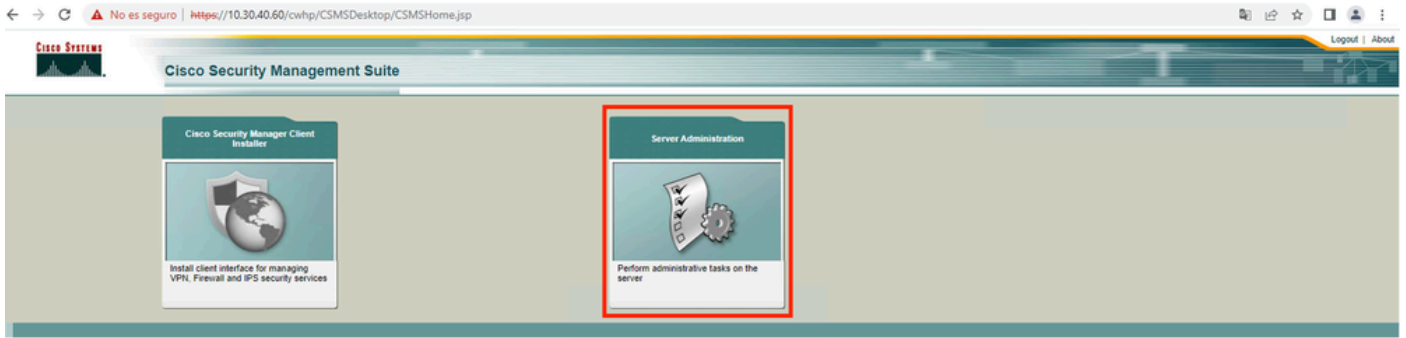 No es seguro | https://10.30.40.60/cwhp/CSMSDesktop/CSMSHome.jsp
Logout | About
CISCO SYSTEMS
Cisco Security Management Suite
Cisco Security Manager Client
Installer
Install client interface for managing
VPN, Firewall and IPS security services
Server Administration
Perform administrative tasks on the
server